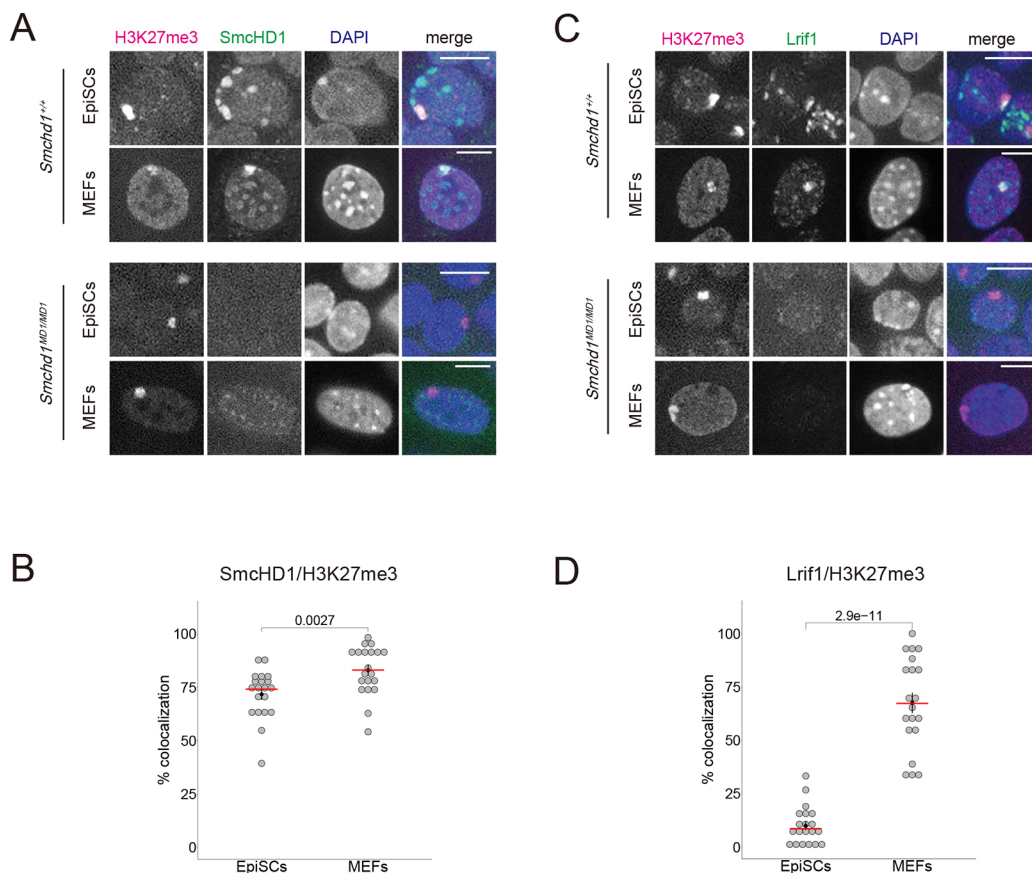 A
H3K27me3 SmcHD1 DAPI merge
Smchd1+/+
EpiSCs
MEFs
Smchd1MD1/MD1
EpiSCs
MEFs
C
H3K27me3 Lrif1 DAPI merge
Smchd1+/+
EpiSCs
MEFs
Smchd1MD1/MD1
EpiSCs
MEFs
B
SmcHD1/H3K27me3
0.0027
% colocalization
100
75
50
25
0
EpiSCs MEFs
D
Lrif1/H3K27me3
2.9e−11
% colocalization
100
75
50
25
0
EpiSCs MEFs